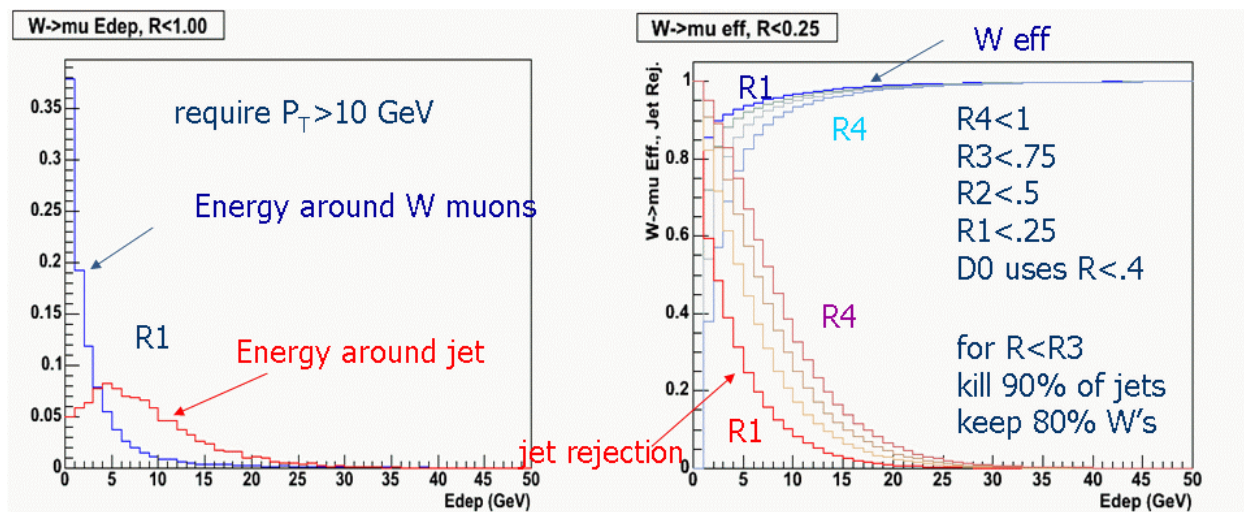 W->mu Edep, R<1.00
require PT>10 GeV
Energy around W muons
R1
Energy around jet
0.35
0.3
0.25
0.2
0.15
0.1
0.05
0
0 5 10 15 20 25 30 35 40 45 50
Edep (GeV)
W->mu eff, R<0.25
W eff
R1
R4
R4<1
R3<.75
R2<.5
R1<.25
D0 uses R<.4
R4
for R<R3
kill 90% of jets
keep 80% W's
R1
jet rejection
W->mu Eff., Jet Rej.
1
0.8
0.6
0.4
0.2
0
0 5 10 15 20 25 30 35 40 45 50
Edep (GeV)